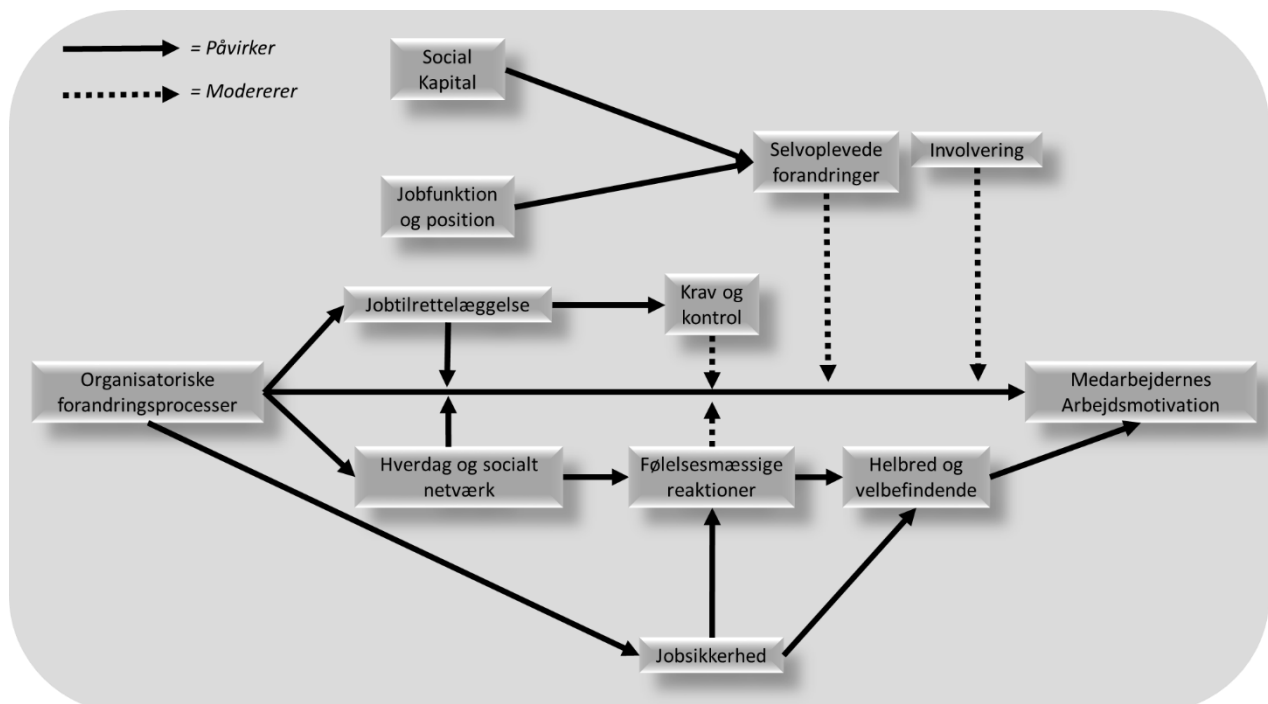 = Påvirker
= Modererer
Social
Kapital
Selvoplevede
forandringer
Involvering
Jobfunktion
og position
Jobtilrettelæggelse
Krav og
kontrol
Organisatoriske
forandringsprocesser
Medarbejdernes
Arbejdsmotivation
Hverdag og socialt
netværk
Følelsesmæssige
reaktioner
Helbred og
velbefindende
Jobsikkerhed